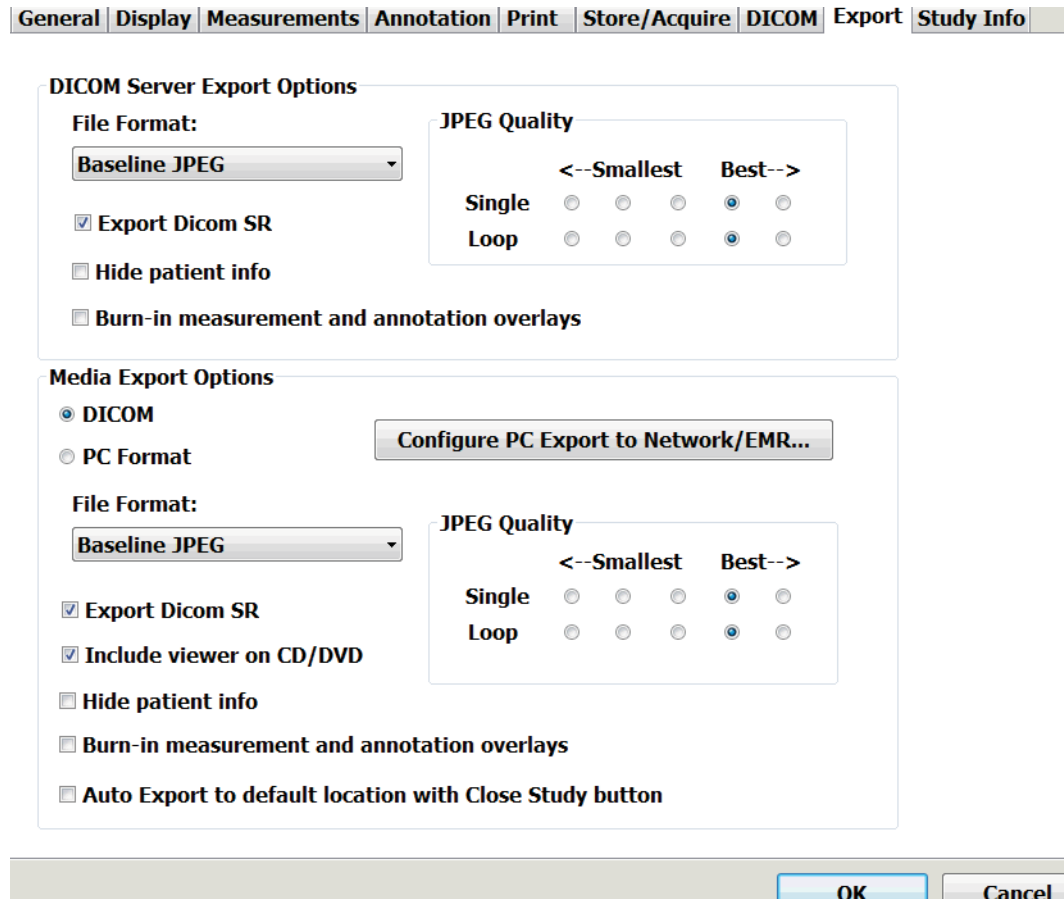 General Display Measurements Annotation Print Store/Acquire DICOM Export Study Info
DICOM Server Export Options
File Format:
Baseline JPEG
Export Dicom SR
Hide patient info
Burn-in measurement and annotation overlays
JPEG Quality
<--Smallest Best-->
Single
Loop
Media Export Options
DICOM
PC Format
Configure PC Export to Network/EMR...
File Format:
Baseline JPEG
JPEG Quality
<--Smallest Best-->
Single
Loop
Export Dicom SR
Include viewer on CD/DVD
Hide patient info
Burn-in measurement and annotation overlays
Auto Export to default location with Close Study button
OK Cancel